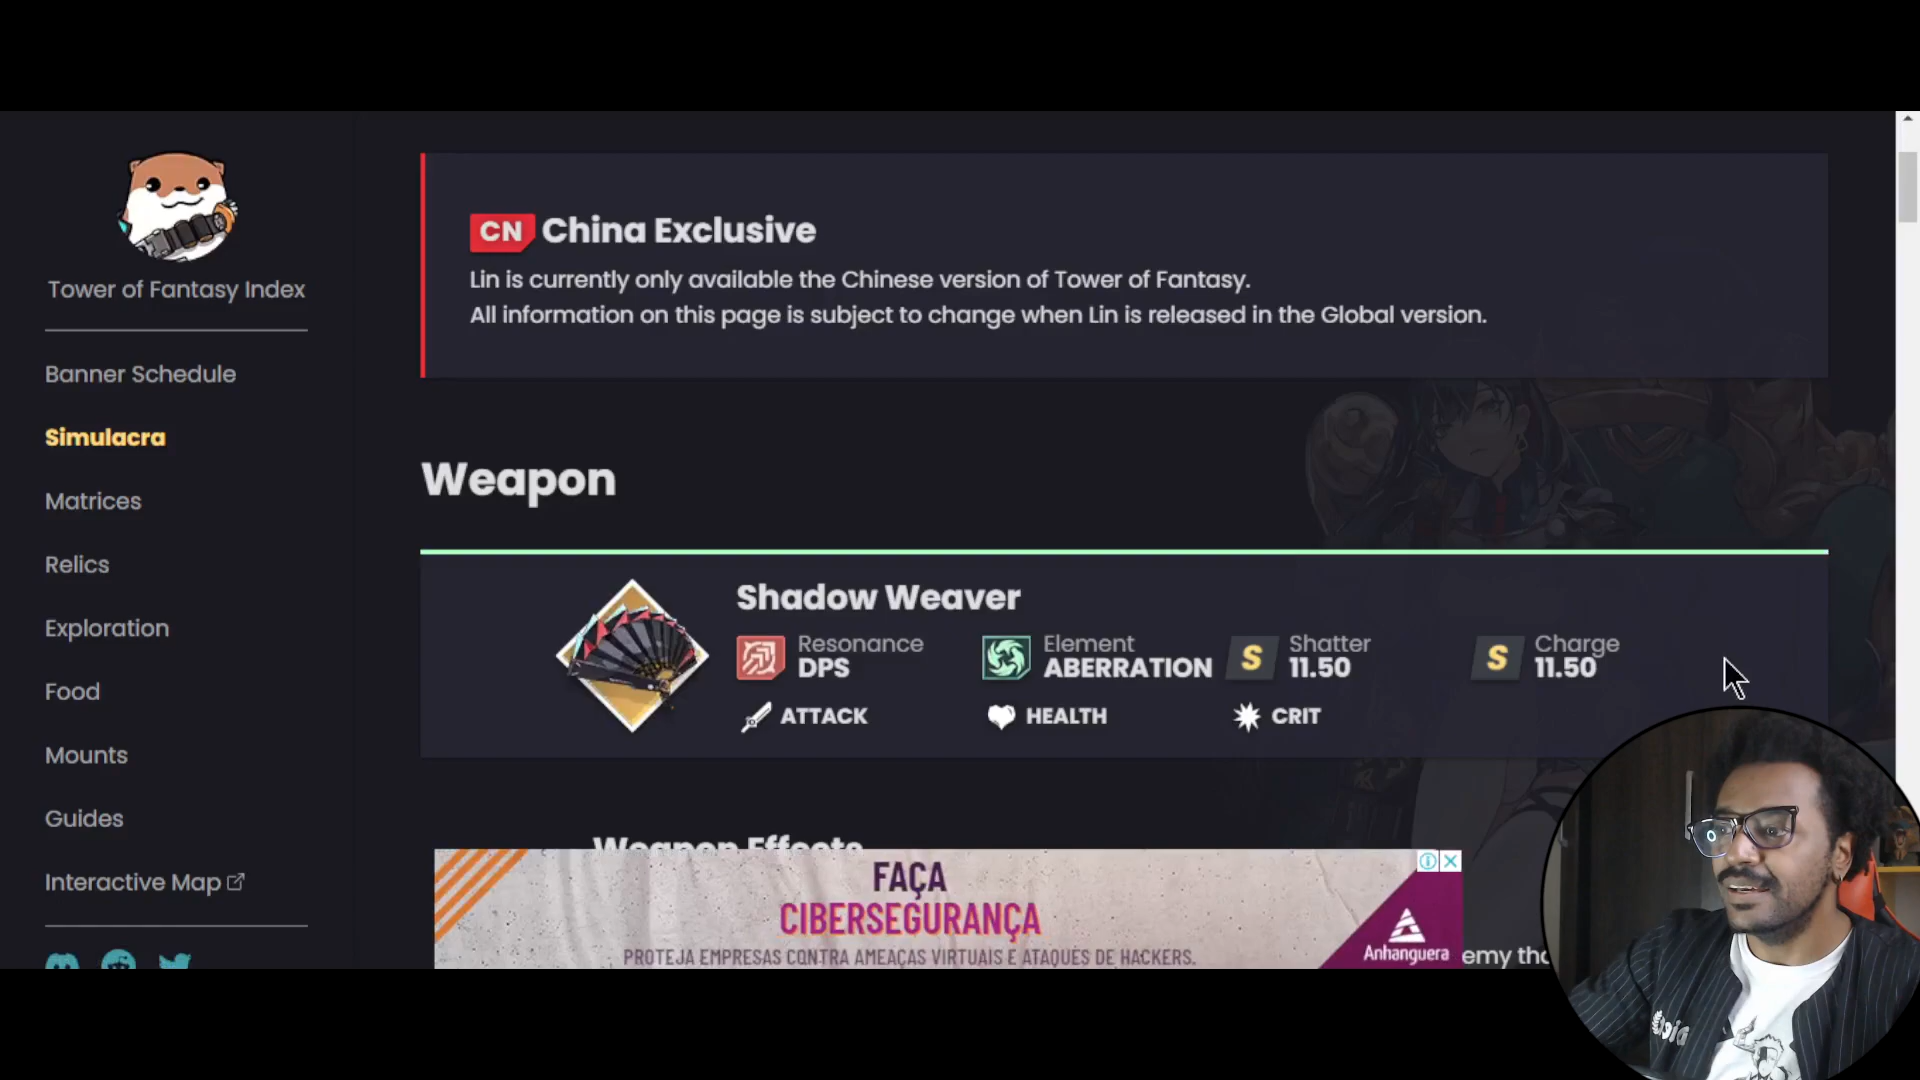 Tower of Fantasy Index
Banner Schedule
Simulacra
Matrices
Relics
Exploration
Food
Mounts
Guides
Interactive Map
CN China Exclusive
Lin is currently only available the Chinese version of Tower of Fantasy.
All information on this page is subject to change when Lin is released in the Global version.
Weapon
Shadow Weaver
Resonance
DPS
Element
ABERRATION
S
Shatter
11.50
S
Charge
11.50
ATTACK
HEALTH
CRIT
Weapon Effects
FAÇA
CIBERSEGURANÇA
PROTEJA EMPRESAS CONTRA AMEAÇAS VIRTUAIS E ATAQUES DE HACKERS.
Anhanguera